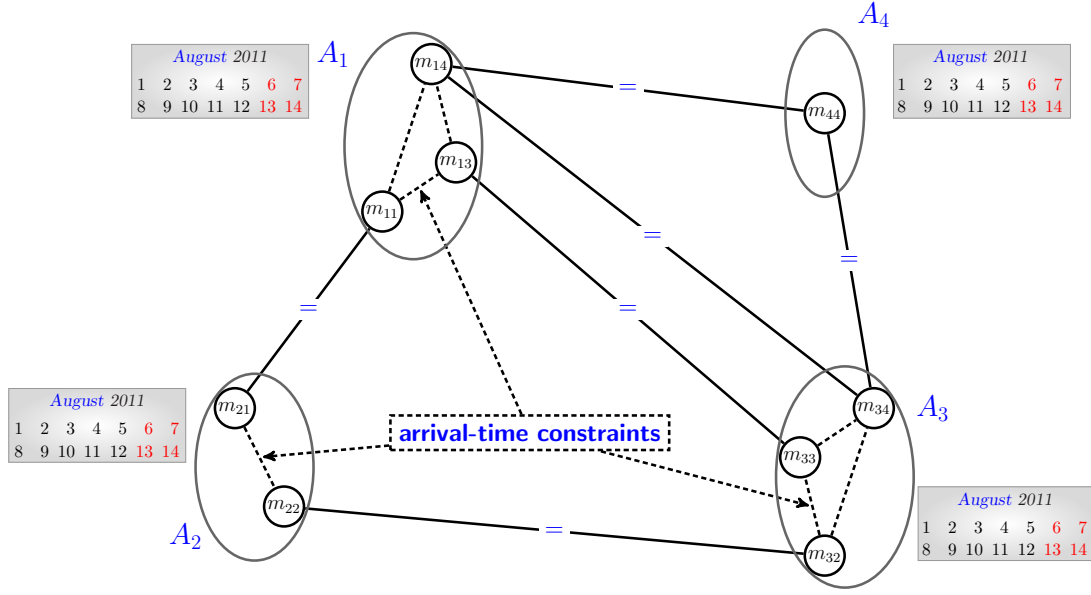 A4
A1
August 2011
1 2 3 4 5 6 7
8 9 10 11 12 13 14
August 2011
1 2 3 4 5 6 7
8 9 10 11 12 13 14
m14
=
m44
m13
m11
=
=
=
=
August 2011
1 2 3 4 5 6 7
8 9 10 11 12 13 14
m21
m34
A3
arrival-time constraints
m33
m22
A2
=
m32
August 2011
1 2 3 4 5 6 7
8 9 10 11 12 13 14